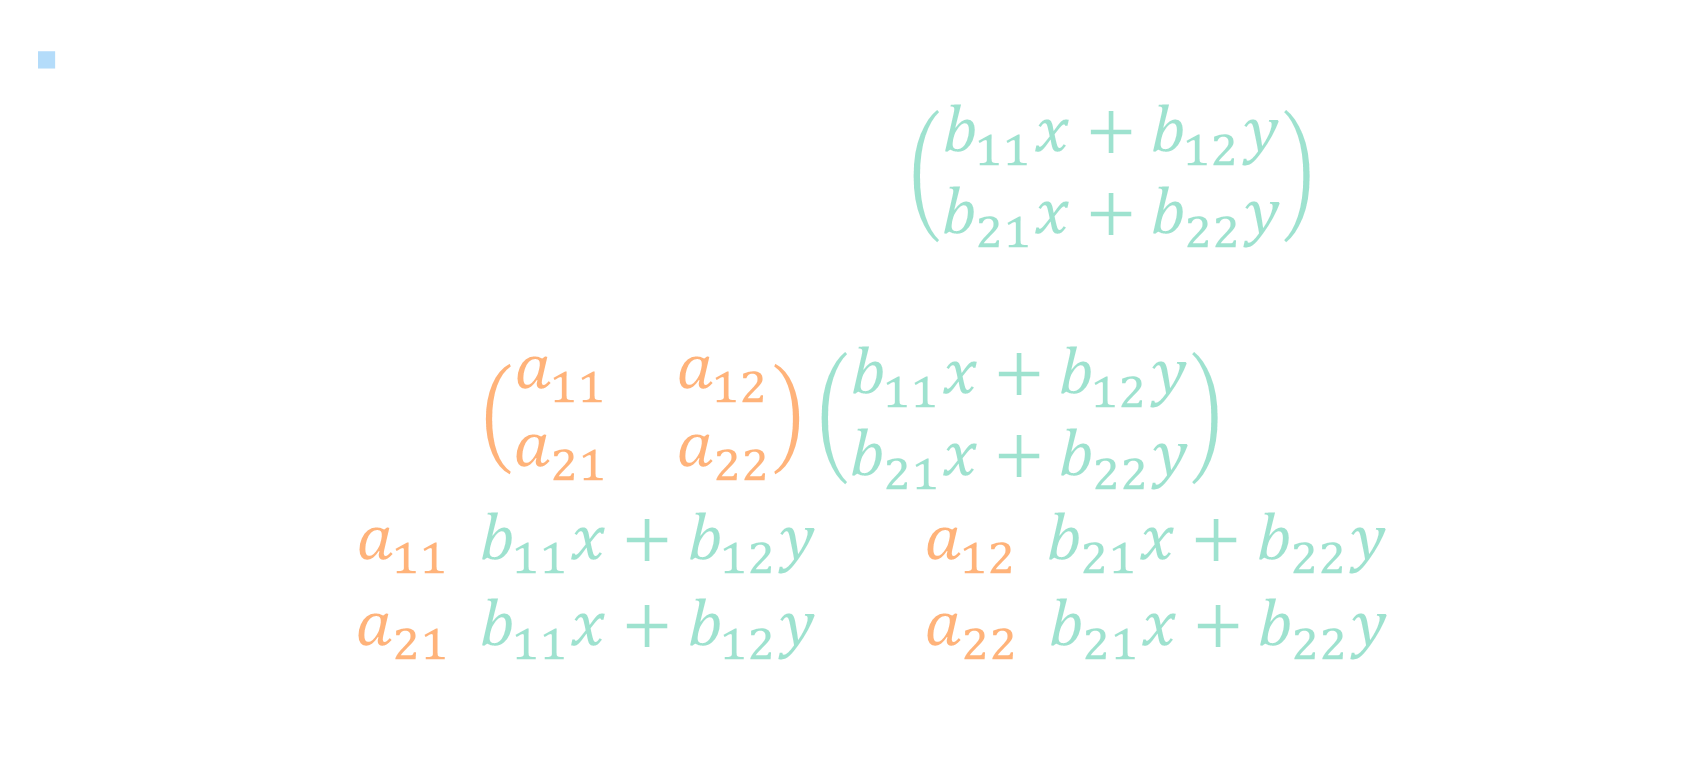 (b₁₁x + b₁₂y)
(b₂₁x + b₂₂y)
(a₁₁ a₁₂) (b₁₁x + b₁₂y)
(a₂₁ a₂₂) (b₂₁x + b₂₂y)
a₁₁ b₁₁x + b₁₂y a₁₂ b₂₁x + b₂₂y
a₂₁ b₁₁x + b₁₂y a₂₂ b₂₁x + b₂₂y